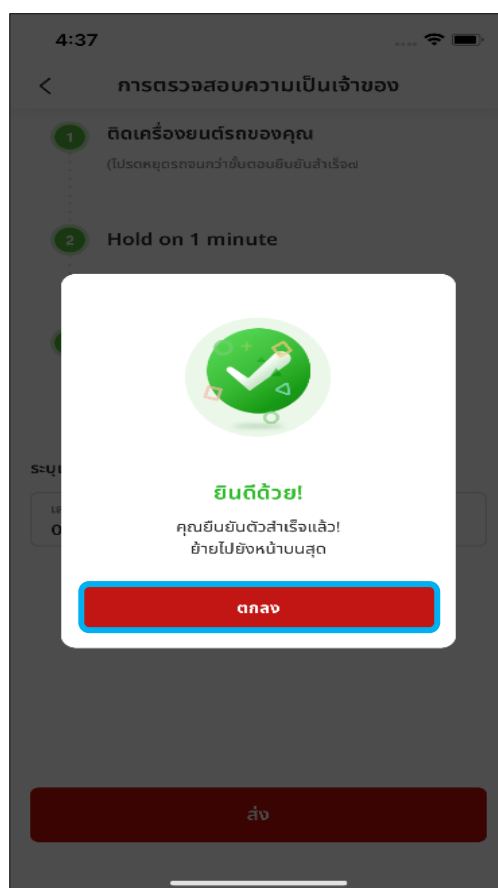 4:37
การตรวจสอบความเป็นเจ้าของ
1
ติดเครื่องยนต์รถของคุณ
(โปรดหยุดรถจนกว่าขั้นตอนยืนยันสำเร็จ)
2
Hold on 1 minute
ยินดีด้วย!
คุณยืนยันตัวสำเร็จแล้ว!
ย้ายไปยังหน้าบนสุด
ตกลง
ระบุ
0
ส่ง